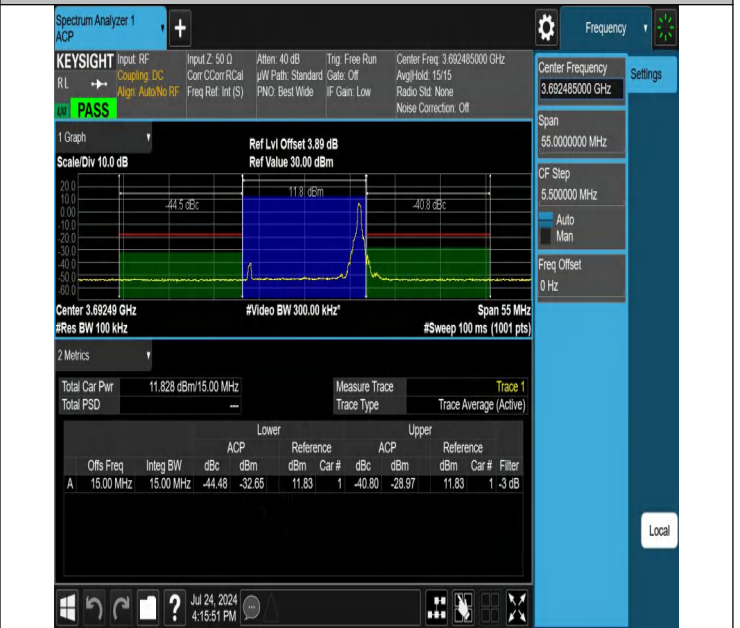 Spectrum Analyzer 1
ACP
+
Frequency
KEYSIGHT
RL
PASS
Input: RF
Coupling: DC
Align: Auto/No RF
Input Z: 50 Ω
Corr CCorr RCal
Freq Ref: Int (S)
Atten: 40 dB
µW Path: Standard
PNO: Best Wide
Trig: Free Run
Gate: Off
IF Gain: Low
Center Freq: 3.692485000 GHz
Avg|Hold: 15/15
Radio Std: None
Noise Correction: Off
Center Frequency
3.692485000 GHz
Settings
Span
55.0000000 MHz
CF Step
5.500000 MHz
Auto
Man
Freq Offset
0 Hz
1 Graph
Scale/Div 10.0 dB
Ref Lvl Offset 3.89 dB
Ref Value 30.00 dBm
20.0
10.0
0.00
-10.0
-20.0
-30.0
-40.0
-50.0
-60.0
-44.5 dBc
11.8 dBm
-40.8 dBc
Center 3.69249 GHz
#Video BW 300.00 kHz*
Span 55 MHz
#Res BW 100 kHz
#Sweep 100 ms (1001 pts)
2 Metrics
Total Car Pwr 11.828 dBm/15.00 MHz
Total PSD ---
Measure Trace Trace 1
Trace Type Trace Average (Active)
Lower Upper
ACP Reference ACP Reference
Offs Freq Integ BW dBc dBm dBm Car # dBc dBm dBm Car # Filter
A 15.00 MHz 15.00 MHz -44.48 -32.65 11.83 1 -40.80 -28.97 11.83 1 -3 dB
Local
?
Jul 24, 2024
4:15:51 PM